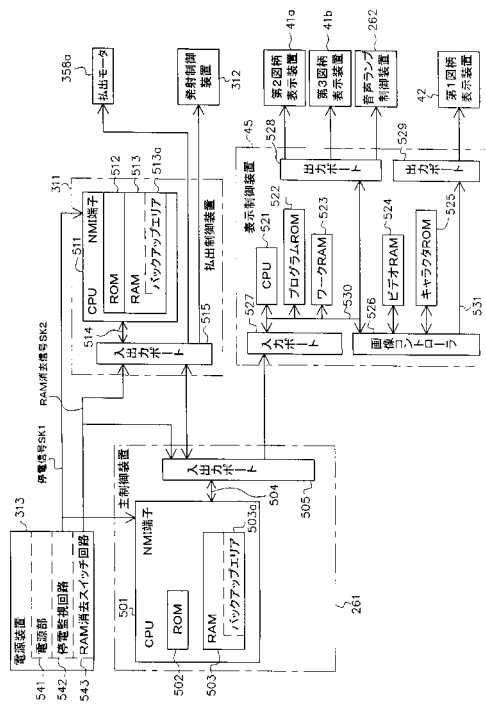 電源装置
313
541
電源部
542
停電監視回路
543
RAM消去スイッチ回路
停電信号SK1
RAM消去信号SK2
311
511
CPU
NMI端子
ROM
512
RAM
513
バックアップエリア
513a
514
入出力ポート
515
払出制御装置
358a
払出モータ
発射制御装置
312
主制御装置
501
CPU
NMI端子
ROM
502
RAM
503
バックアップエリア
503a
504
入出力ポート
505
261
45
表示制御装置
527
入力ポート
CPU
521
プログラムROM
522
ワークRAM
523
530
526
画像コントローラ
ビデオRAM
524
キャラクタROM
525
531
528
出力ポート
529
出力ポート
第2図柄
表示装置
41a
第3図柄
表示装置
41b
音声ランプ
制御装置
262
42
第1図柄
表示装置